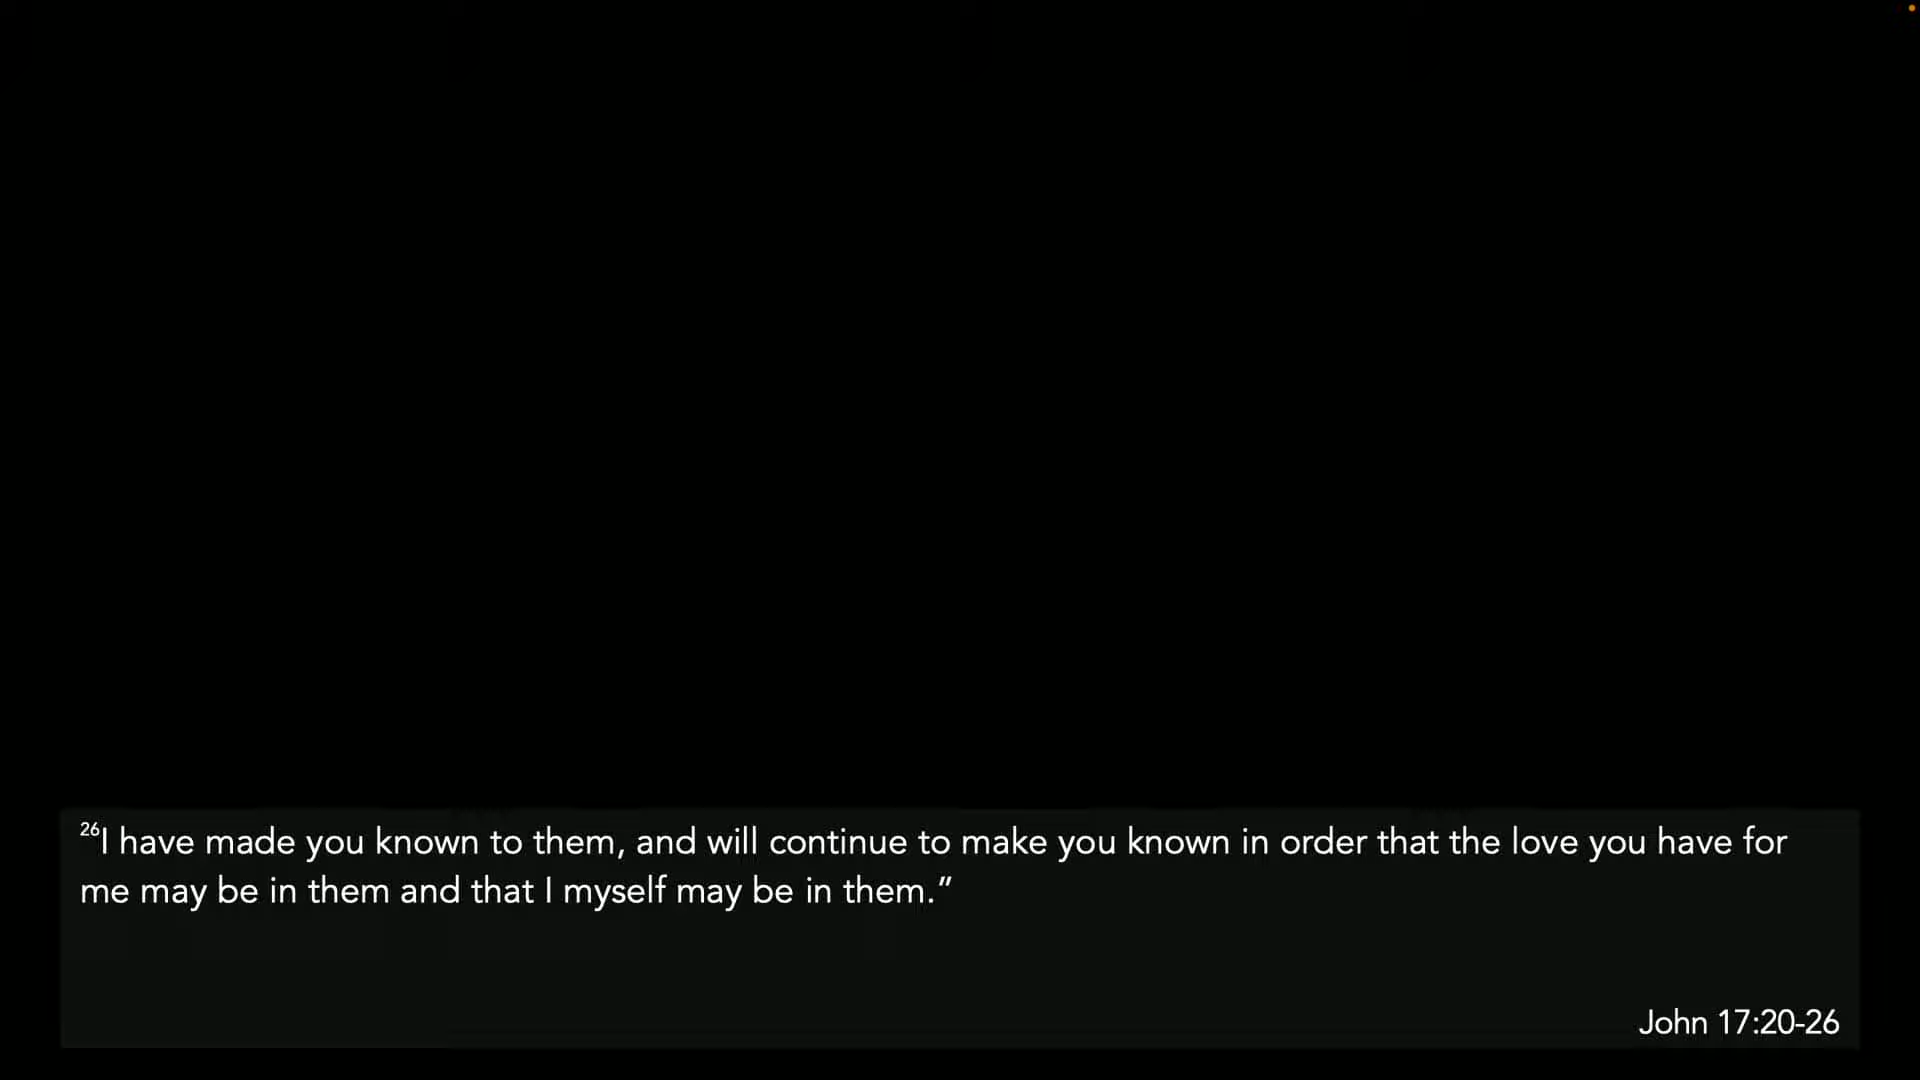 26I have made you known to them, and will continue to make you known in order that the love you have for
me may be in them and that I myself may be in them.”
John 17:20-26